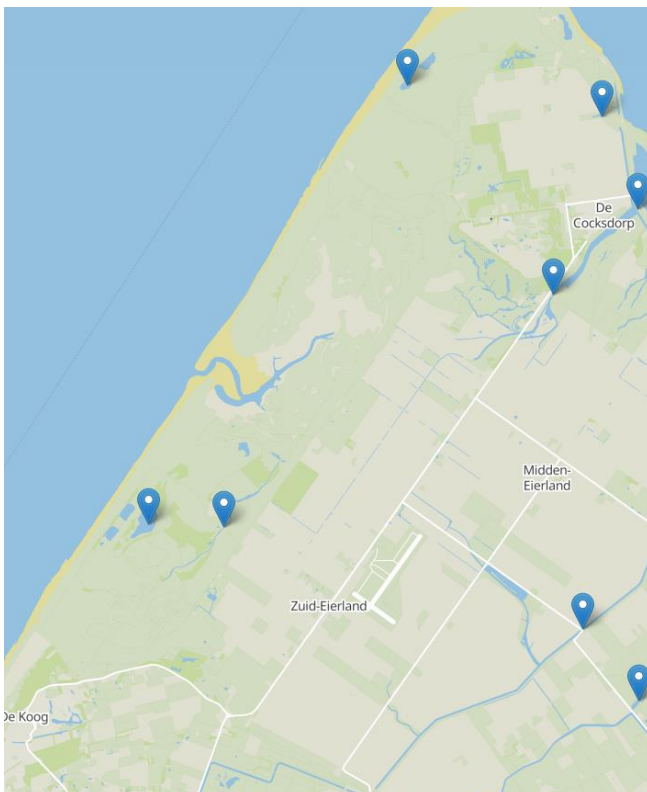 De
Cocksdorp
Midden-
Eierland
Zuid-Eierland
De Koog